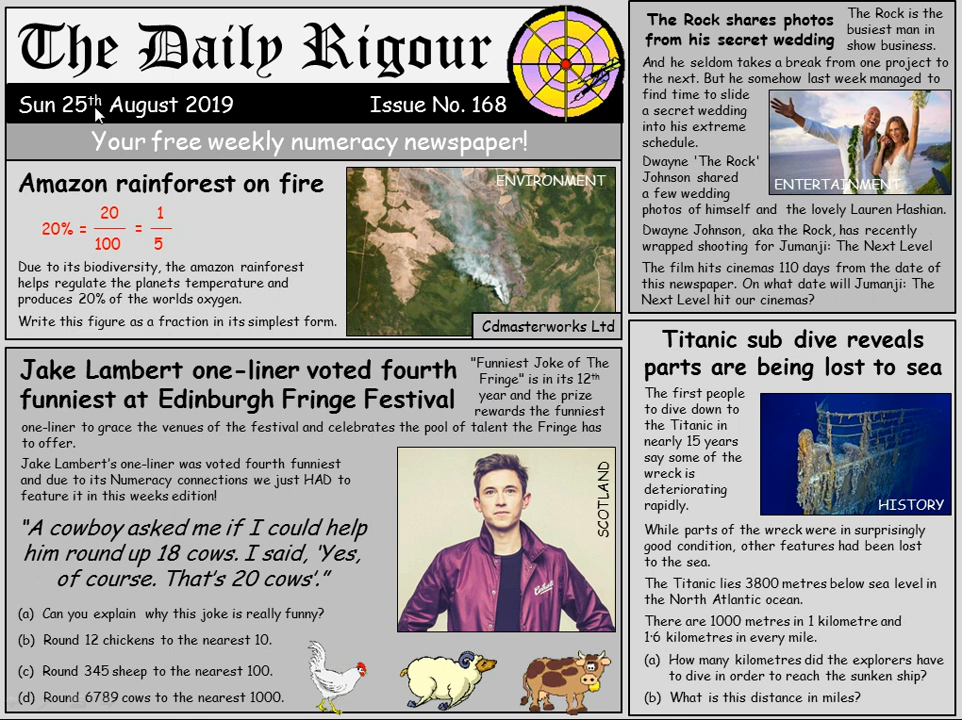 The Daily Rigour
Sun 25th August 2019
Issue No. 168
Your free weekly numeracy newspaper!
Amazon rainforest on fire
20% = 20/100 = 1/5
Due to its biodiversity, the amazon rainforest
helps regulate the planets temperature and
produces 20% of the worlds oxygen.
Write this figure as a fraction in its simplest form.
ENVIRONMENT
Cdmasterworks Ltd
Jake Lambert one-liner voted fourth
funniest at Edinburgh Fringe Festival
"Funniest Joke of The
Fringe" is in its 12th
year and the prize
rewards the funniest
one-liner to grace the venues of the festival and celebrates the pool of talent the Fringe has
to offer.
Jake Lambert's one-liner was voted fourth funniest
and due to its Numeracy connections we just HAD to
feature it in this weeks edition!
"A cowboy asked me if I could help
him round up 18 cows. I said, 'Yes,
of course. That's 20 cows'."
(a) Can you explain why this joke is really funny?
(b) Round 12 chickens to the nearest 10.
(c) Round 345 sheep to the nearest 100.
(d) Round 6789 cows to the nearest 1000.
SCOTLAND
The Rock shares photos
from his secret wedding
The Rock is the
busiest man in
show business.
And he seldom takes a break from one project to
the next. But he somehow last week managed to
find time to slide
a secret wedding
into his extreme
schedule.
Dwayne 'The Rock'
Johnson shared
a few wedding
photos of himself and the lovely Lauren Hashian.
ENTERTAINMENT
Dwayne Johnson, aka the Rock, has recently
wrapped shooting for Jumanji: The Next Level
The film hits cinemas 110 days from the date of
this newspaper. On what date will Jumanji: The
Next Level hit our cinemas?
Titanic sub dive reveals
parts are being lost to sea
The first people
to dive down to
the Titanic in
nearly 15 years
say some of the
wreck is
deteriorating
rapidly.
HISTORY
While parts of the wreck were in surprisingly
good condition, other features had been lost
to the sea.
The Titanic lies 3800 metres below sea level in
the North Atlantic ocean.
There are 1000 metres in 1 kilometre and
1·6 kilometres in every mile.
(a) How many kilometres did the explorers have
to dive in order to reach the sunken ship?
(b) What is this distance in miles?